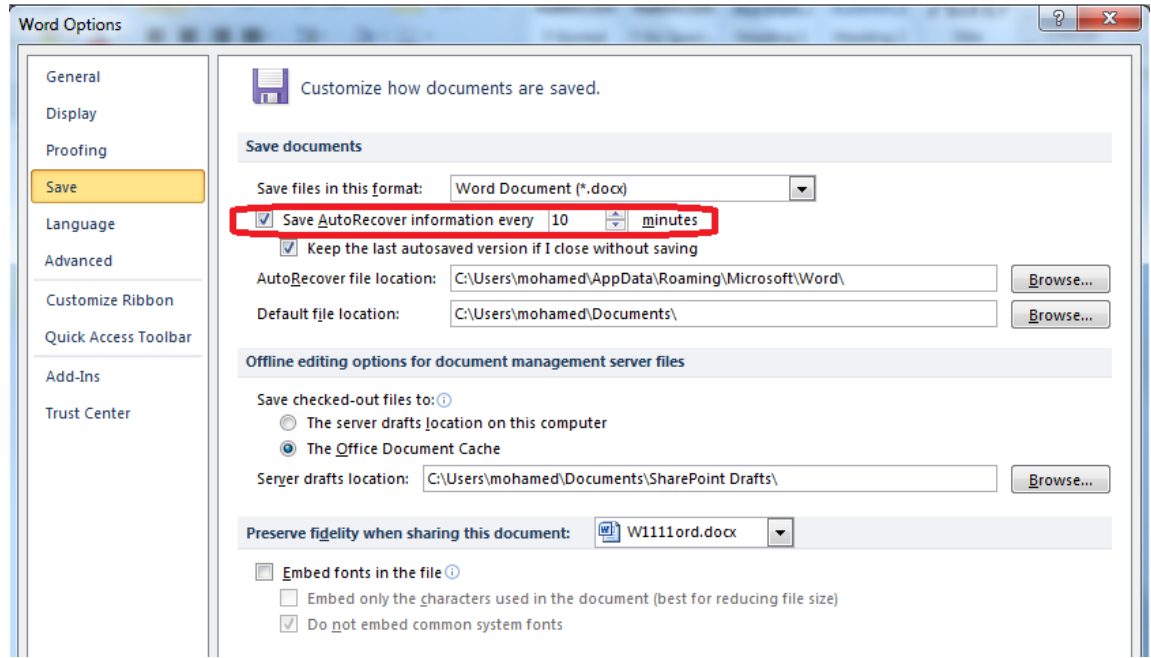 Word Options
General
Display
Proofing
Save
Language
Advanced
Customize Ribbon
Quick Access Toolbar
Add-Ins
Trust Center
Customize how documents are saved.
Save documents
Save files in this format: Word Document (*.docx)
Save AutoRecover information every 10 minutes
Keep the last autosaved version if I close without saving
AutoRecover file location: C:\Users\mohamed\AppData\Roaming\Microsoft\Word\ Browse...
Default file location: C:\Users\mohamed\Documents\ Browse...
Offline editing options for document management server files
Save checked-out files to:
The server drafts location on this computer
The Office Document Cache
Server drafts location: C:\Users\mohamed\Documents\SharePoint Drafts\ Browse...
Preserve fidelity when sharing this document: W1111ord.docx
Embed fonts in the file
Embed only the characters used in the document (best for reducing file size)
Do not embed common system fonts